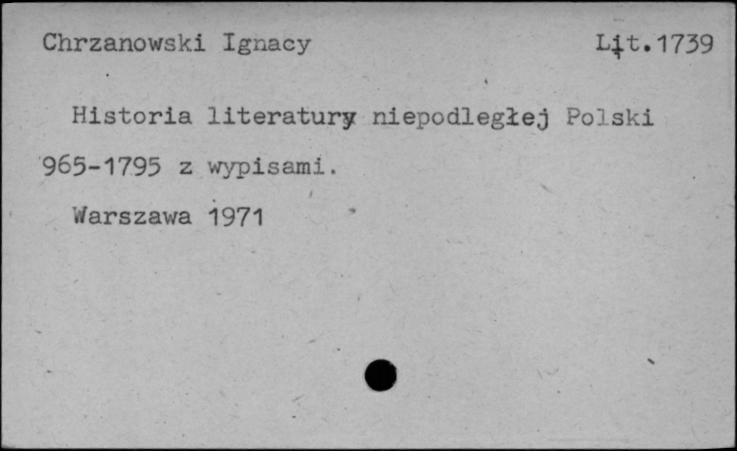 Chrzanowski Ignacy Lit.1739
Historia literatury niepodległej Polski
965-1795 z wypisami.
Warszawa 1971